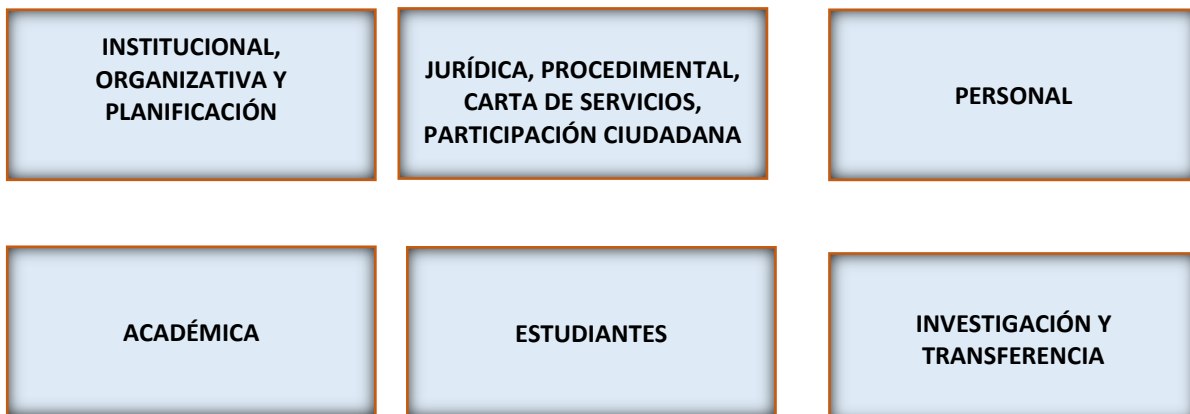 INSTITUCIONAL,
ORGANIZATIVA Y
PLANIFICACIÓN
JURÍDICA, PROCEDIMENTAL,
CARTA DE SERVICIOS,
PARTICIPACIÓN CIUDADANA
PERSONAL
ACADÉMICA
ESTUDIANTES
INVESTIGACIÓN Y
TRANSFERENCIA